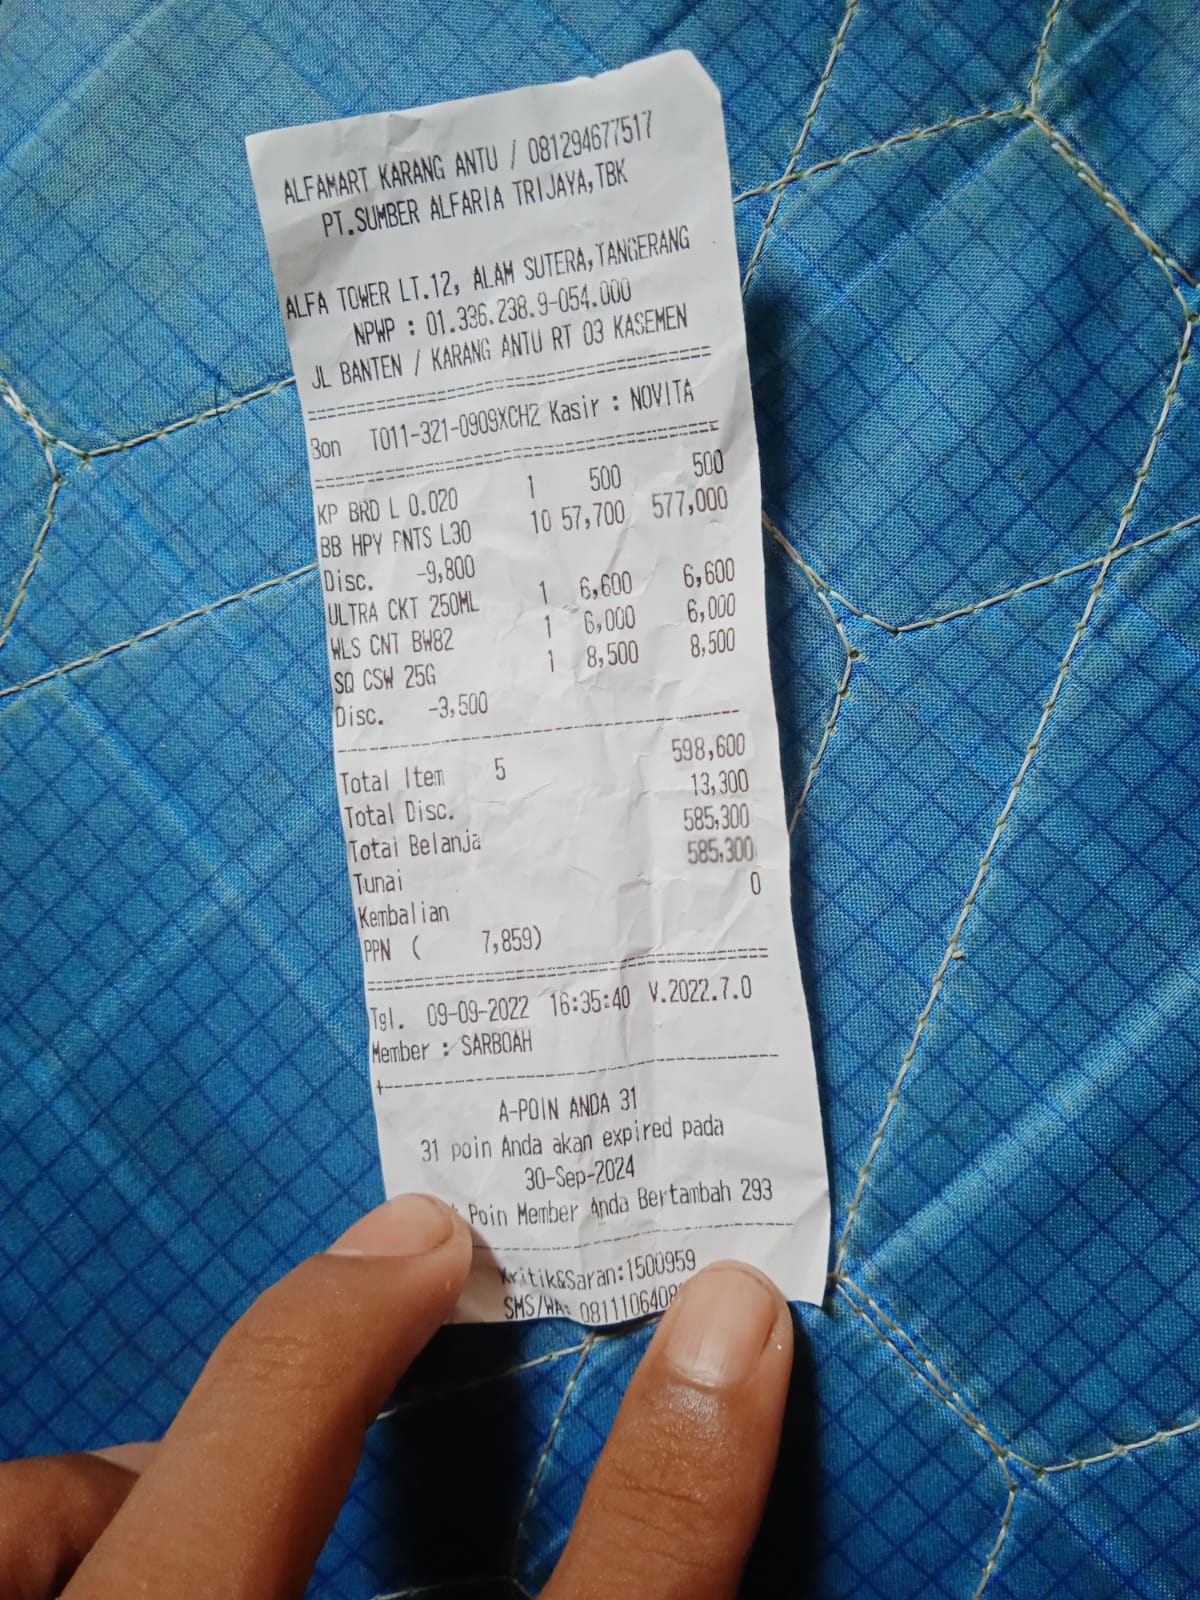 ALFAMART KARANG ANTU / 081294677517
PT.SUMBER ALFARIA TRIJAYA,TBK
ALFA TOWER LT.12, ALAM SUTERA,TANGERANG
NPWP : 01.336.238.9-054.000
JL BANTEN / KARANG ANTU RT 03 KASEMEN
Bon T011-321-0909XCH2 Kasir : NOVITA
KP BRD L 0.020 1 500 500
BB HPY PNTS L30 10 57,700 577,000
Disc. -9,800
ULTRA CKT 250ML 1 6,600 6,600
WLS CNT BW82 1 6,000 6,000
SQ CSW 25G 1 8,500 8,500
Disc. -3,500
Total Item 5 598,600
Total Disc. 13,300
Total Belanja 585,300
Tunai 585,300
Kembalian 0
PPN ( 7,859)
Tgl. 09-09-2022 16:35:40 V.2022.7.0
Member : SARBOAH
A-POIN ANDA 31
31 poin Anda akan expired pada
30-Sep-2024
Poin Member Anda Bertambah 293
Kritik&Saran:1500959
SMS/WA: